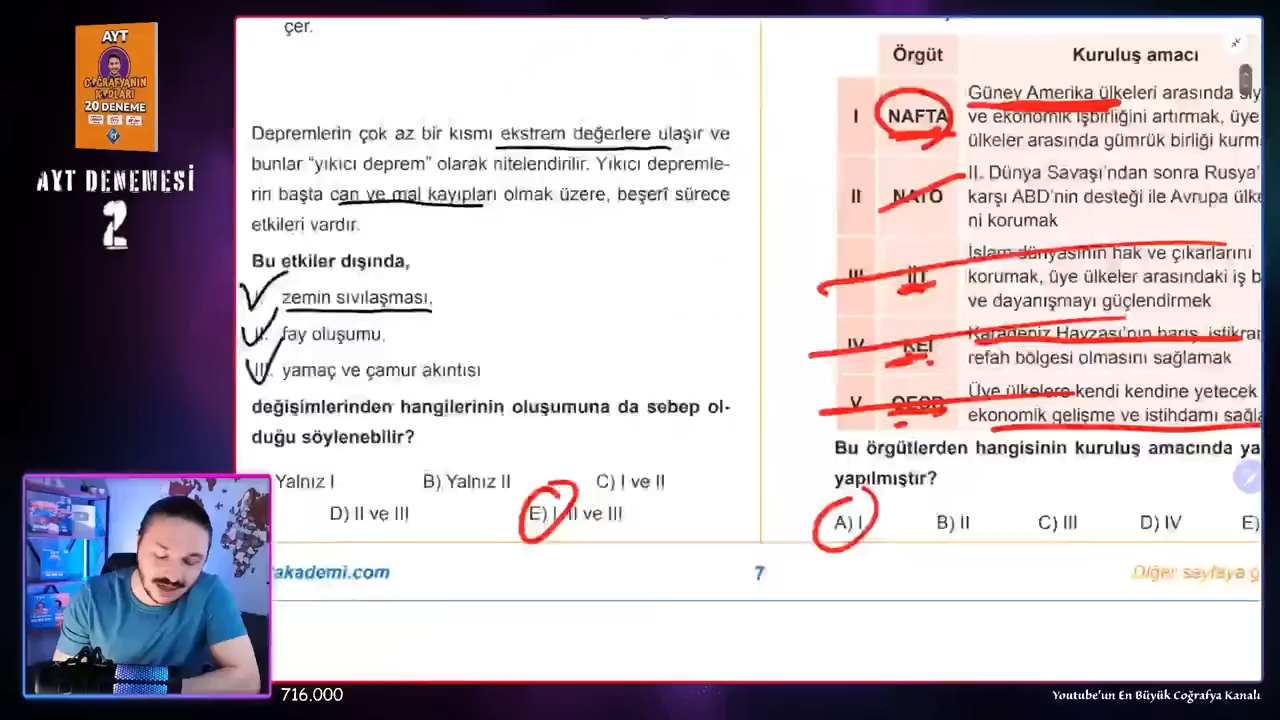 AYT
COĞRAFYANIN
KODLARI
20 DENEME
AYT DENEMESİ
2
çer.
Depremlerin çok az bir kısmı ekstrem değerlere ulaşır ve
bunlar “yıkıcı deprem” olarak nitelendirilir. Yıkıcı depremle-
rin başta can ve mal kayıpları olmak üzere, beşerî sürece
etkileri vardır.
Bu etkiler dışında,
zemin sıvılaşması,
II. fay oluşumu,
III. yamaç ve çamur akıntısı
değişimlerinden hangilerinin oluşumuna da sebep ol-
duğu söylenebilir?
Yalnız I B) Yalnız II C) I ve II
D) II ve III E) I, II ve III
akademi.com
7
Örgüt Kuruluş amacı
I NAFTA Güney Amerika ülkeleri arasında
ve ekonomik işbirliğini artırmak, üye
ülkeler arasında gümrük birliği kurm
II NATO II. Dünya Savaşı’ndan sonra Rusya’
karşı ABD’nin desteği ile Avrupa ülke
ni korumak
III İİT İslam dünyasının hak ve çıkarlarını
korumak, üye ülkeler arasındaki iş b
ve dayanışmayı güçlendirmek
IV KEİ Karadeniz Havzası’nın barış, istikrar
refah bölgesi olmasını sağlamak
V OECD Üye ülkelere kendi kendine yetecek
ekonomik gelişme ve istihdamı sağla
Bu örgütlerden hangisinin kuruluş amacında ya
yapılmıştır?
A) I B) II C) III D) IV E)
Diğer sayfaya g
716.000
Youtube'un En Büyük Coğrafya Kanalı